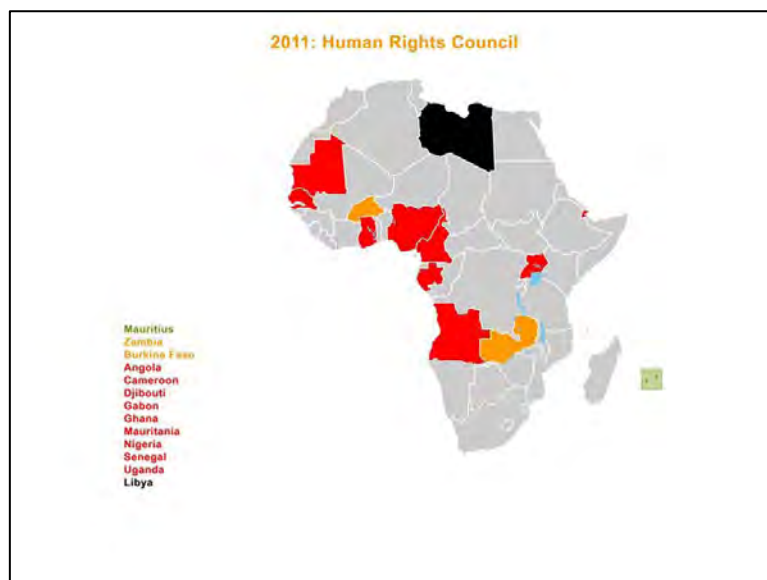 2011: Human Rights Council
Mauritius
Zambia
Burkina Faso
Angola
Cameroon
Djibouti
Gabon
Ghana
Mauritania
Nigeria
Senegal
Uganda
Libya